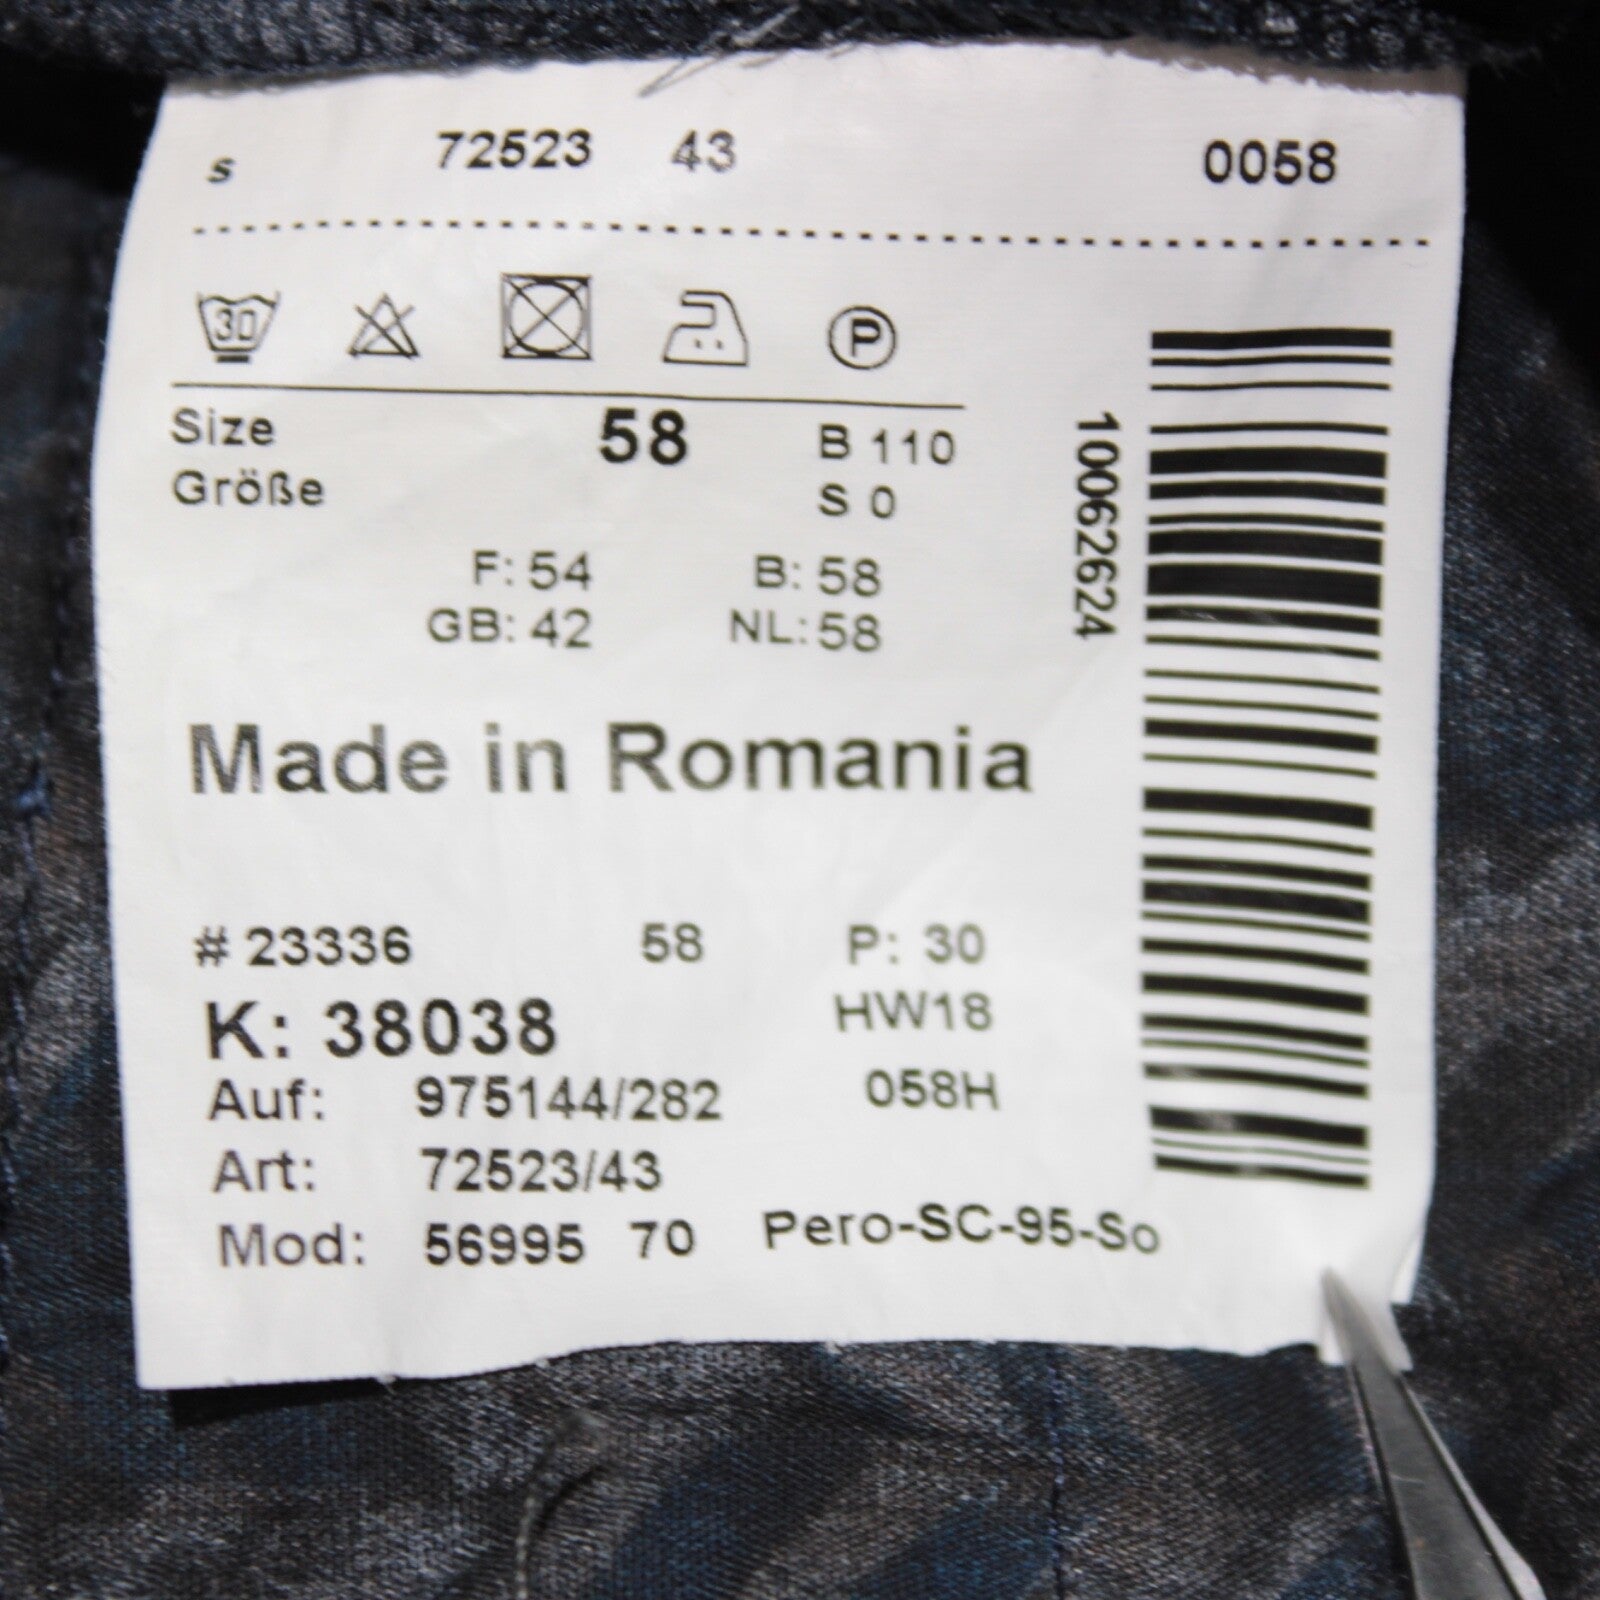 s 72523 43 0058
30 P
Size 58 B 110
Größe S 0
F: 54 B: 58
GB: 42 NL: 58
10062624
Made in Romania
# 23336 58 P: 30
K: 38038 HW18
Auf: 975144/282 058H
Art: 72523/43
Mod: 56995 70 Pero-SC-95-So